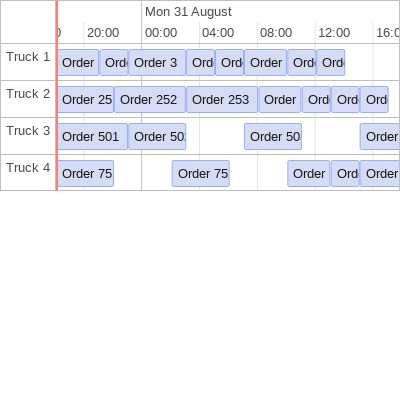 Mon 31 August
20:00 00:00 04:00 08:00 12:00 16:0
Truck 1 Order Ord Order 3 Ord Ord Order Ord Ord
Truck 2 Order 25 Order 252 Order 253 Order Ord Ord Ord
Truck 3 Order 501 Order 50 Order 50 Order
Truck 4 Order 75 Order 75 Order Ord Order